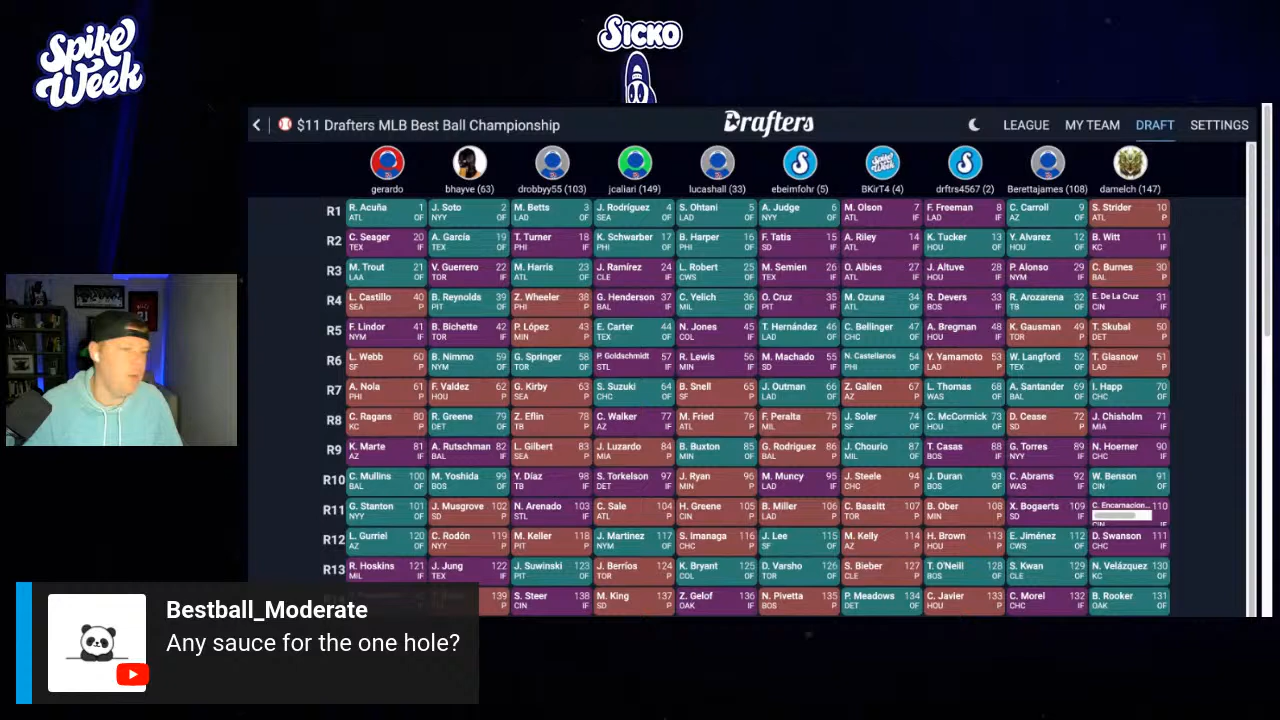 Spike Week
SICKO
$11 Drafters MLB Best Ball Championship
Drafters
LEAGUE MY TEAM DRAFT SETTINGS
gerardo bhayve (63) drobbyy55 (103) jcaliari (149) lucashall (33) ebeimfohr (5) BKirT4 (4) drftrs4567 (2) Berettajames (108) damelch (147)
R1 R. Acuña 1 J. Soto 2 M. Betts 3 J. Rodríguez 4 S. Ohtani 5 A. Judge 6 M. Olson 7 F. Freeman 8 C. Carroll 9 S. Strider 10
ATL OF NYY OF LAD OF SEA OF LAD OF NYY OF ATL IF LAD IF AZ OF ATL P
R2 C. Seager 20 A. García 19 T. Turner 18 K. Schwarber 17 B. Harper 16 F. Tatis 15 A. Riley 14 K. Tucker 13 Y. Alvarez 12 B. Witt 11
TEX IF TEX OF PHI IF PHI OF PHI OF SD OF ATL IF HOU OF HOU OF KC IF
R3 M. Trout 21 V. Guerrero 22 M. Harris 23 J. Ramírez 24 L. Robert 25 M. Semien 26 O. Albies 27 J. Altuve 28 P. Alonso 29 C. Burnes 30
LAA OF TOR IF ATL OF CLE IF CWS OF TEX IF ATL IF HOU IF NYM IF BAL P
R4 L. Castillo 40 B. Reynolds 39 Z. Wheeler 38 G. Henderson 37 C. Yelich 36 O. Cruz 35 M. Ozuna 34 R. Devers 33 R. Arozarena 32 E. De La Cruz 31
SEA P PIT OF PHI P BAL IF MIL OF PIT IF ATL OF BOS IF TB OF CIN IF
R5 F. Lindor 41 B. Bichette 42 P. López 43 E. Carter 44 N. Jones 45 T. Hernández 46 C. Bellinger 47 A. Bregman 48 K. Gausman 49 T. Skubal 50
NYM IF TOR IF MIN P TEX OF COL OF LAD OF CHC OF HOU IF TOR P DET P
R6 L. Webb 60 B. Nimmo 59 G. Springer 58 P. Goldschmidt 57 R. Lewis 56 M. Machado 55 N. Castellanos 54 Y. Yamamoto 53 W. Langford 52 T. Glasnow 51
SF P NYM OF TOR OF STL IF MIN IF SD IF PHI OF LAD P TEX OF LAD P
R7 A. Nola 61 F. Valdez 62 G. Kirby 63 S. Suzuki 64 B. Snell 65 J. Outman 66 Z. Gallen 67 L. Thomas 68 A. Santander 69 I. Happ 70
PHI P HOU P SEA P CHC OF SF P LAD OF AZ P WAS OF BAL OF CHC OF
R8 C. Ragans 80 R. Greene 79 Z. Eflin 78 C. Walker 77 M. Fried 76 F. Peralta 75 J. Soler 74 C. McCormick 73 D. Cease 72 J. Chisholm 71
KC P DET OF TB P AZ IF ATL P MIL P SF OF HOU OF SD P MIA OF
R9 K. Marte 81 A. Rutschman 82 L. Gilbert 83 J. Luzardo 84 B. Buxton 85 G. Rodriguez 86 J. Chourio 87 T. Casas 88 G. Torres 89 N. Hoerner 90
AZ IF BAL IF SEA P MIA P MIN OF BAL P MIL OF BOS IF NYY IF CHC IF
R10 C. Mullins 100 M. Yoshida 99 Y. Díaz 98 S. Torkelson 97 J. Ryan 96 M. Muncy 95 J. Steele 94 J. Duran 93 C. Abrams 92 W. Benson 91
BAL OF BOS OF TB IF DET IF MIN P LAD IF CHC P BOS OF WAS IF CIN OF
R11 G. Stanton 101 J. Musgrove 102 N. Arenado 103 C. Sale 104 H. Greene 105 B. Miller 106 C. Bassitt 107 B. Ober 108 X. Bogaerts 109 C. Encarnacion... 110
NYY OF SD P STL IF ATL P CIN P LAD P TOR P MIN P SD IF CIN IF
R12 L. Gurriel 120 C. Rodón 119 M. Keller 118 J. Martinez 117 S. Imanaga 116 J. Lee 115 M. Kelly 114 H. Brown 113 E. Jiménez 112 D. Swanson 111
AZ OF NYY P PIT P NYM OF CHC P SF OF AZ P HOU P CWS OF CHC IF
R13 R. Hoskins 121 J. Jung 122 J. Suwinski 123 J. Berríos 124 K. Bryant 125 D. Varsho 126 S. Bieber 127 T. O'Neill 128 S. Kwan 129 N. Velázquez 130
MIL IF TEX IF PIT OF TOR P COL OF TOR OF CLE P BOS OF CLE OF KC OF
139 S. Steer 138 M. King 137 Z. Gelof 136 N. Pivetta 135 P. Meadows 134 C. Javier 133 C. Morel 132 B. Rooker 131
P CIN IF SD P OAK IF BOS P DET OF HOU P CHC IF OAK OF
Bestball_Moderate
Any sauce for the one hole?